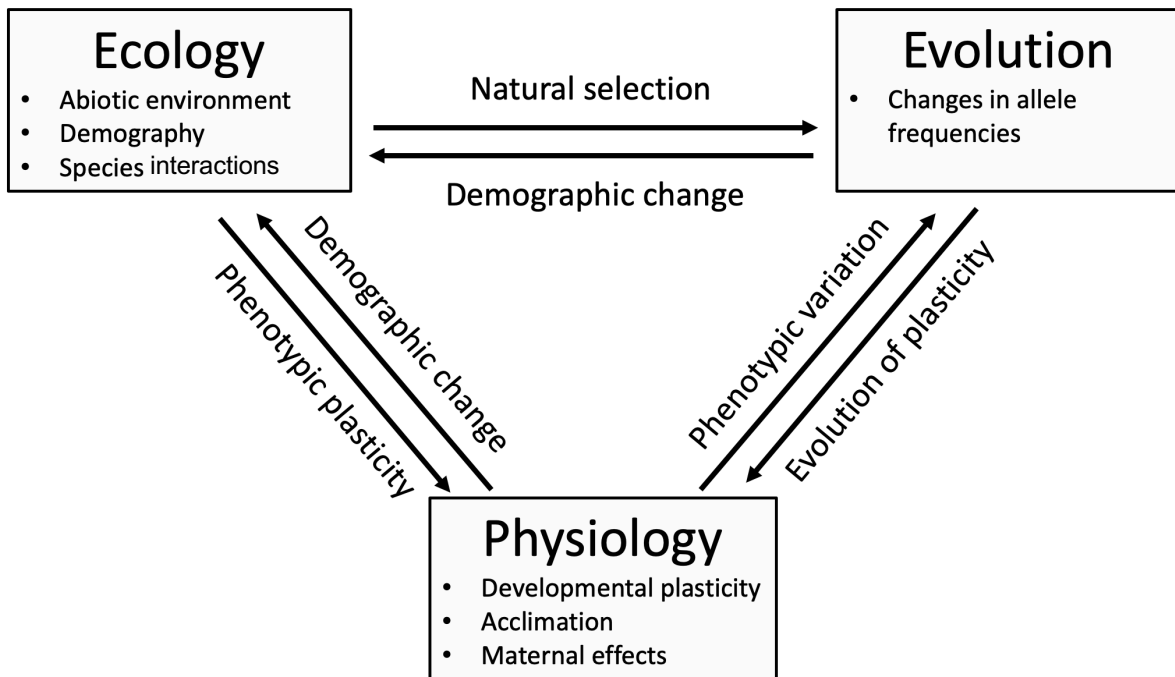 Ecology
• Abiotic environment
• Demography
• Species interactions
Natural selection
Demographic change
Evolution
• Changes in allele
frequencies
Phenotypic plasticity
Demographic change
Phenotypic variation
Evolution of plasticity
Physiology
• Developmental plasticity
• Acclimation
• Maternal effects